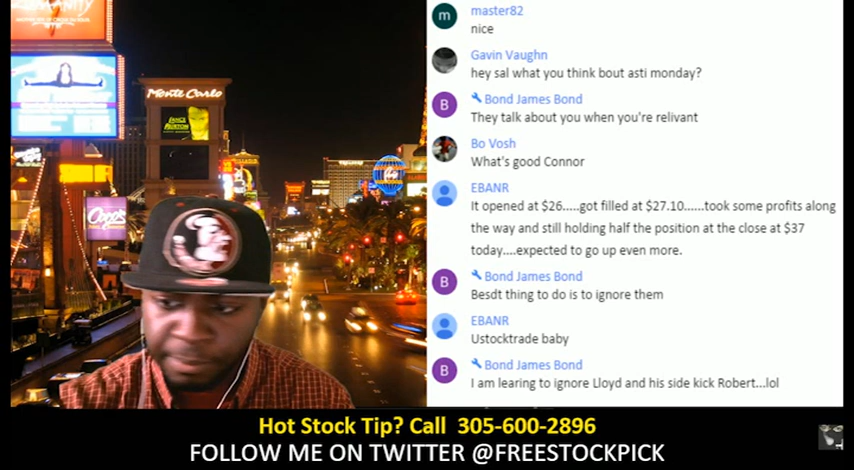 Monte Carlo
m
master82
nice
Gavin Vaughn
hey sal what you think bout asti monday?
B
Bond James Bond
They talk about you when you're relivant
Bo Vosh
What's good Connor
EBANR
It opened at $26.....got filled at $27.10......took some profits along
the way and still holding half the position at the close at $37
today....expected to go up even more.
B
Bond James Bond
Besdt thing to do is to ignore them
EBANR
Ustocktrade baby
B
Bond James Bond
I am learing to ignore Lloyd and his side kick Robert...lol
Hot Stock Tip? Call 305-600-2896
FOLLOW ME ON TWITTER @FREESTOCKPICK